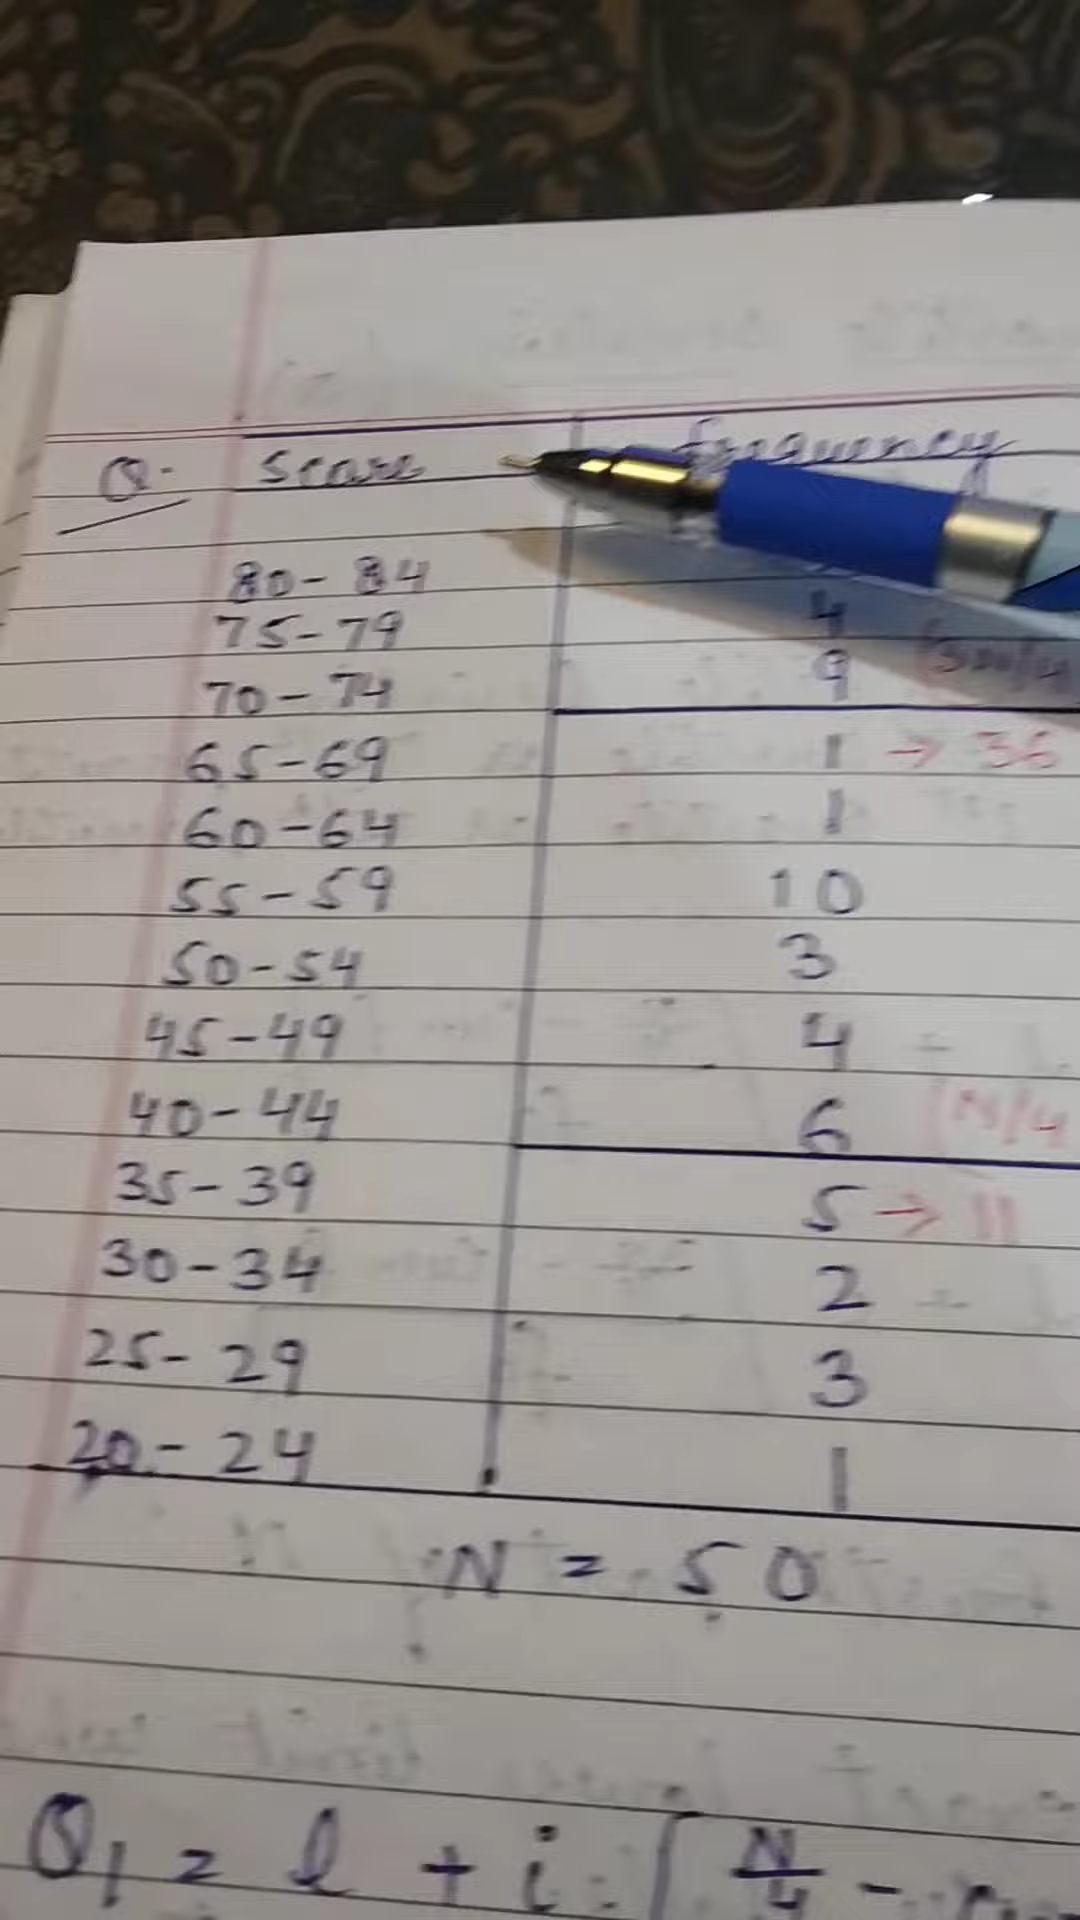 Q. Score frequency
80-84
75-79 4
70-74 9
65-69 1 → 36
60-64 1
55-59 10
50-54 3
45-49 4
40-44 6 (N/4
35-39 5 → 11
30-34 2
25-29 3
20-24 1
N = 50
Q1 = l + i [ N/4 -